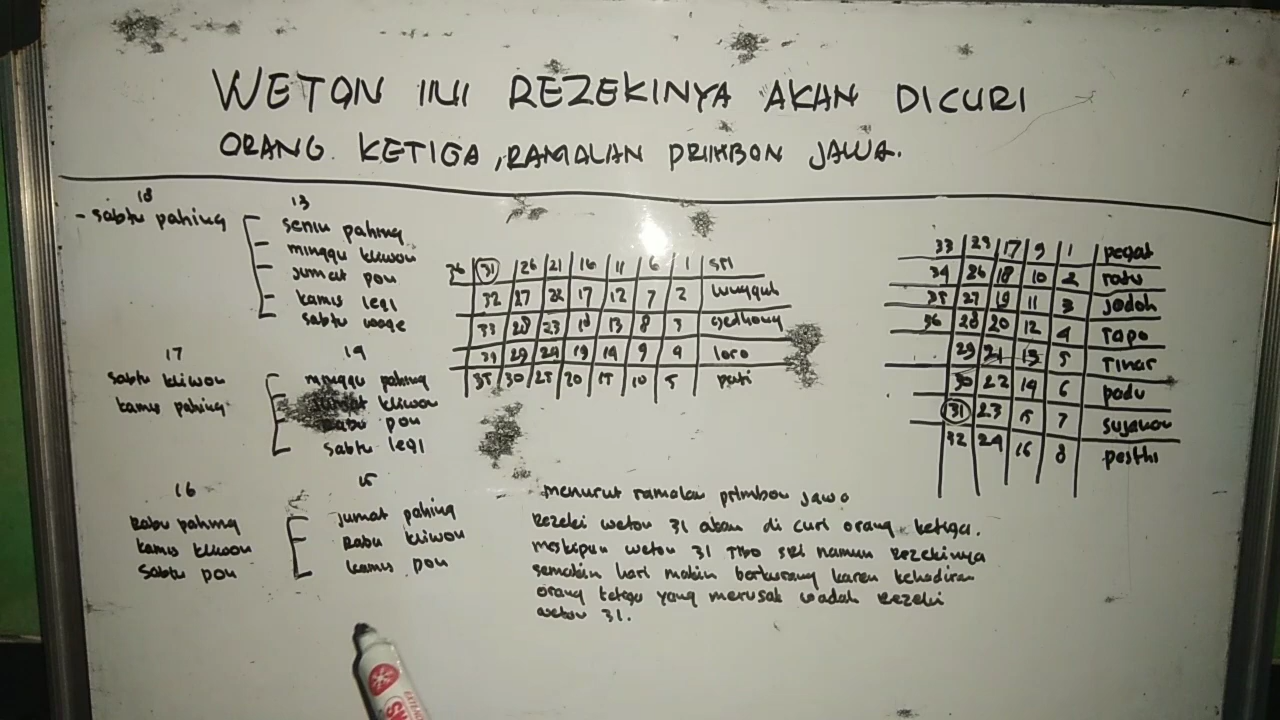 WETON INI REZEKINYA AKAN DICURI
ORANG KETIGA, RAMALAN PRIMBON JAWA.
18
- sabtu pahing
13
senin pahing
minggu kliwon
jumat pon
kamis legi
sabtu wage
17
sabtu kliwon
kamis pahing
14
minggu pahing
jumat kliwon
rabu pon
sabtu legi
16
Rabu pahing
kamis kliwon
sabtu pon
15
jumat pahing
Rabu kliwon
kamis pon
36 31 26 21 16 11 6 1 sri
32 27 22 17 12 7 2 lungguh
33 28 23 18 13 8 3 gedhong
34 29 24 19 14 9 4 loro
35 30 25 20 15 10 5 pati
33 17 9 1 pegat
34 26 18 10 2 ratu
35 27 19 11 3 jodoh
36 28 20 12 4 Topo
29 21 13 5 Tinar
30 22 14 6 padu
31 23 15 7 sujanan
32 24 16 8 pesthi
menurut ramalan primbon jawa
Rezeki weton 31 akan di curi orang ketiga.
meskipun weton 31 Tibo sri namun Rezekinya
semakin hari makin berkurang karen kehadiran
orang ketiga yang merusak wadah Rezeki
weton 31.